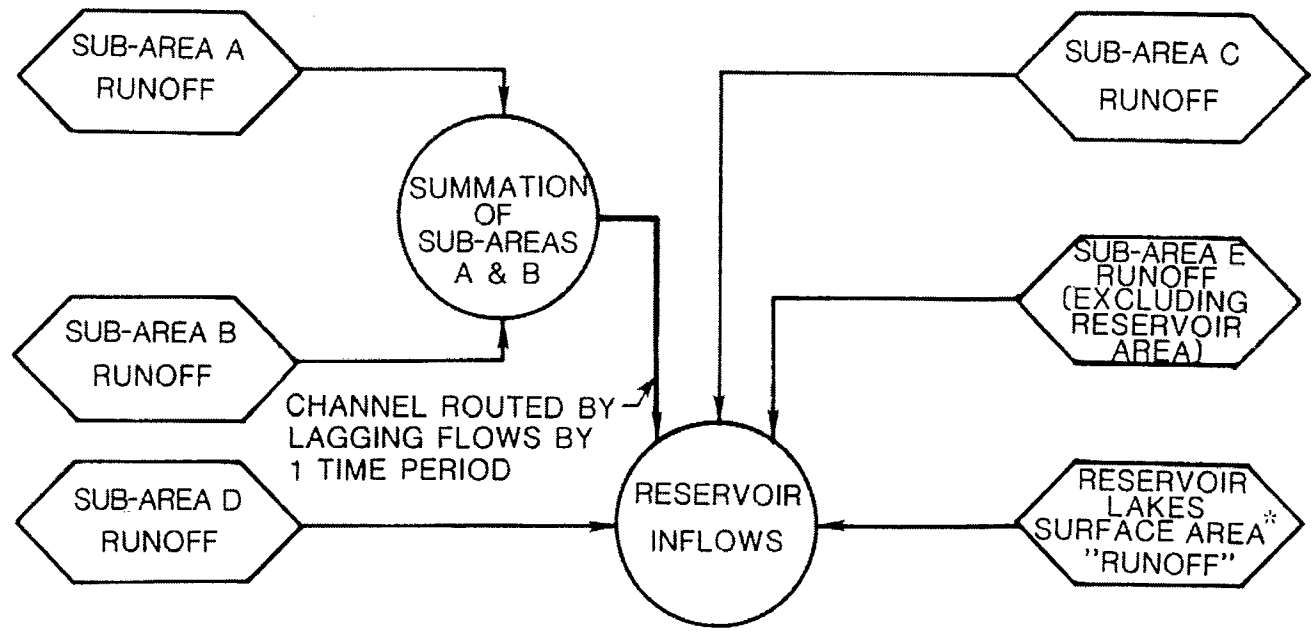 SUB-AREA A
RUNOFF
SUB-AREA C
RUNOFF
SUMMATION
OF
SUB-AREAS
A & B
SUB-AREA E
RUNOFF
(EXCLUDING
RESERVOIR
AREA)
SUB-AREA B
RUNOFF
CHANNEL ROUTED BY
LAGGING FLOWS BY
1 TIME PERIOD
SUB-AREA D
RUNOFF
RESERVOIR
INFLOWS
RESERVOIR
LAKES
SURFACE AREA*
"RUNOFF"